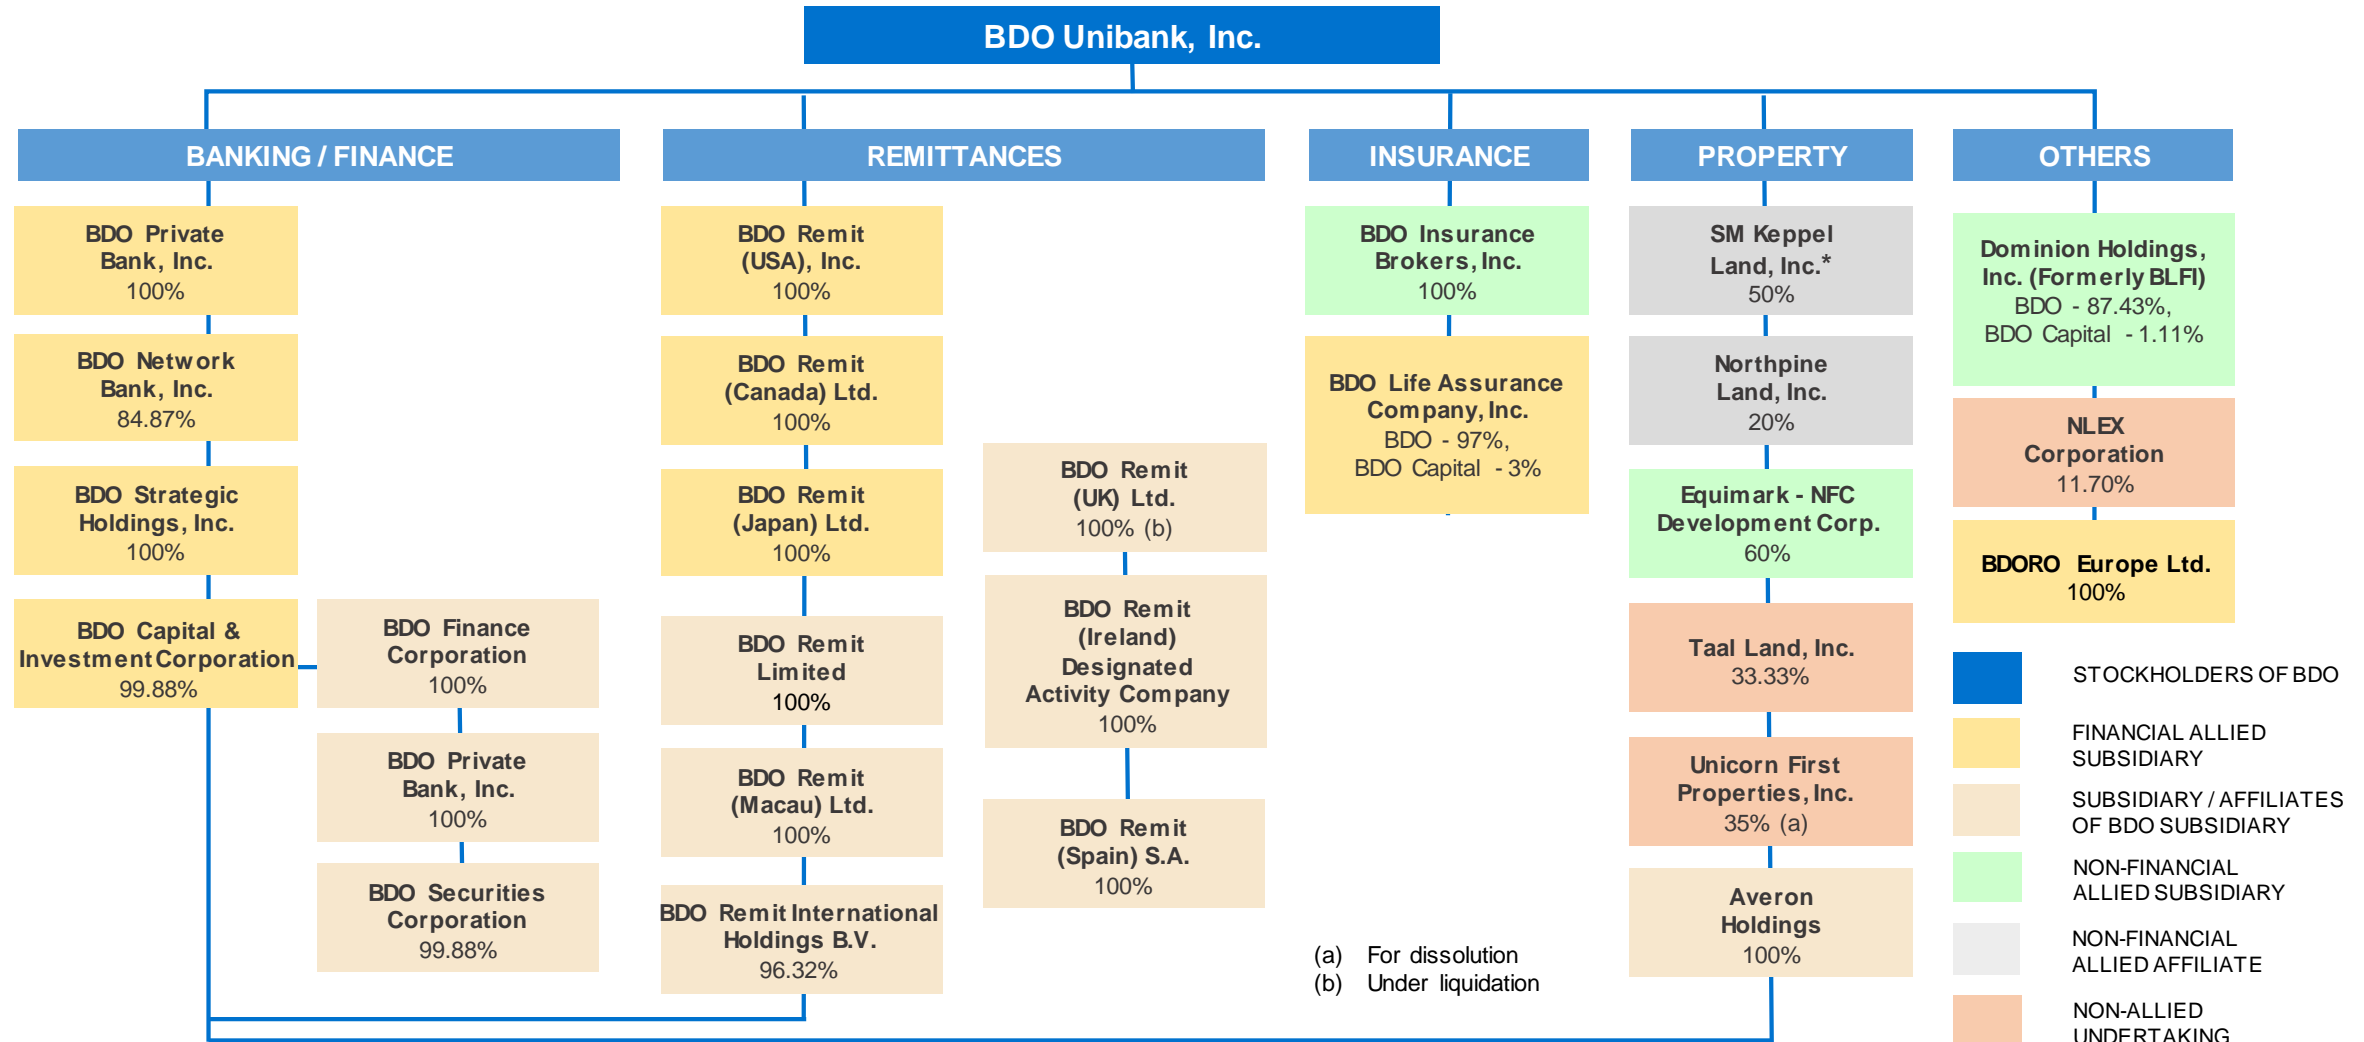 BDO Unibank, Inc.
BANKING / FINANCE
BDO Private
Bank, Inc.
100%
BDO Network
Bank, Inc.
84.87%
BDO Strategic
Holdings, Inc.
100%
BDO Capital &
Investment Corporation
99.88%
BDO Finance
Corporation
100%
BDO Private
Bank, Inc.
100%
BDO Securities
Corporation
99.88%
REMITTANCES
BDO Remit
(USA), Inc.
100%
BDO Remit
(Canada) Ltd.
100%
BDO Remit
(Japan) Ltd.
100%
BDO Remit
Limited
100%
BDO Remit
(Macau) Ltd.
100%
BDO Remit International
Holdings B.V.
96.32%
BDO Remit
(UK) Ltd.
100% (b)
BDO Remit
(Ireland)
Designated
Activity Company
100%
BDO Remit
(Spain) S.A.
100%
INSURANCE
BDO Insurance
Brokers, Inc.
100%
BDO Life Assurance
Company, Inc.
BDO - 97%,
BDO Capital - 3%
PROPERTY
SM Keppel
Land, Inc.*
50%
Northpine
Land, Inc.
20%
Equimark - NFC
Development Corp.
60%
Taal Land, Inc.
33.33%
Unicorn First
Properties, Inc.
35% (a)
Averon
Holdings
100%
OTHERS
Dominion Holdings,
Inc. (Formerly BLFI)
BDO - 87.43%,
BDO Capital - 1.11%
NLEX
Corporation
11.70%
BDORO Europe Ltd.
100%
(a) For dissolution
(b) Under liquidation
STOCKHOLDERS OF BDO
FINANCIAL ALLIED
SUBSIDIARY
SUBSIDIARY / AFFILIATES
OF BDO SUBSIDIARY
NON-FINANCIAL
ALLIED SUBSIDIARY
NON-FINANCIAL
ALLIED AFFILIATE
NON-ALLIED
UNDERTAKING